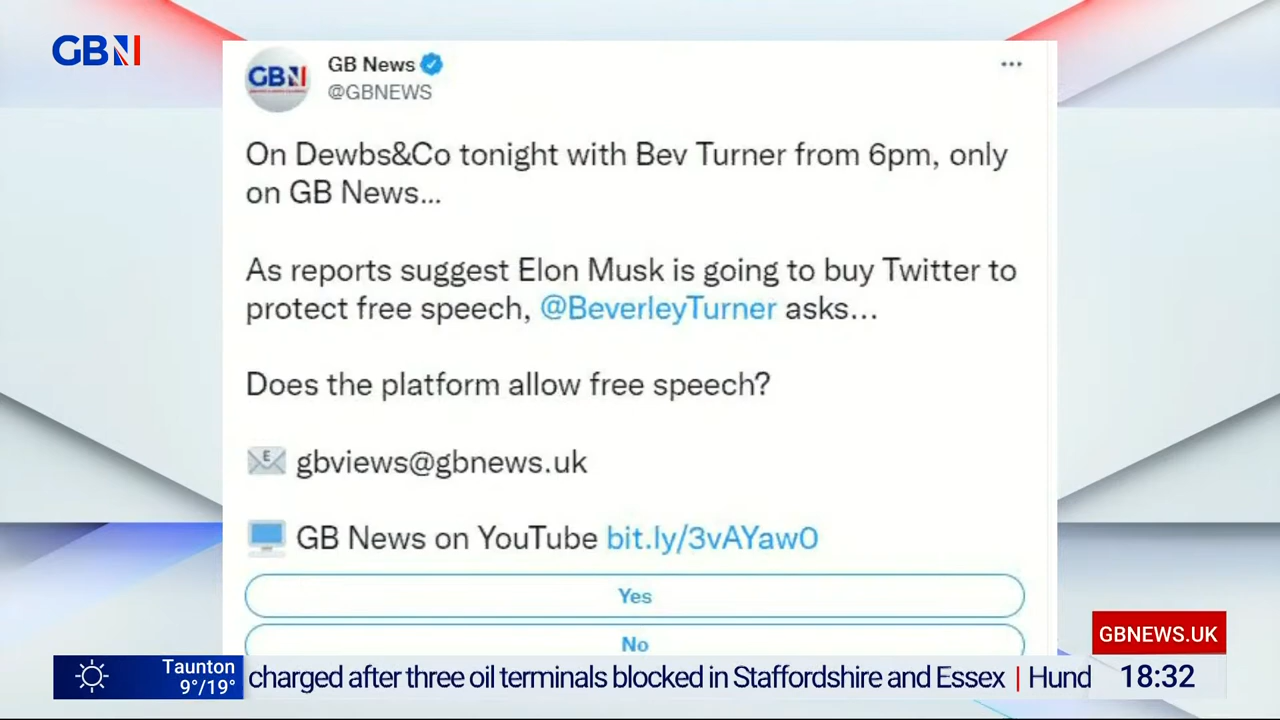 GBN
GBN
GB News
@GBNEWS
On Dewbs&Co tonight with Bev Turner from 6pm, only
on GB News...
As reports suggest Elon Musk is going to buy Twitter to
protect free speech, @BeverleyTurner asks...
Does the platform allow free speech?
E
gbviews@gbnews.uk
GB News on YouTube bit.ly/3vAYaw0
Yes
No
GBNEWS.UK
Taunton
9°/19°
charged after three oil terminals blocked in Staffordshire and Essex | Hund
18:32